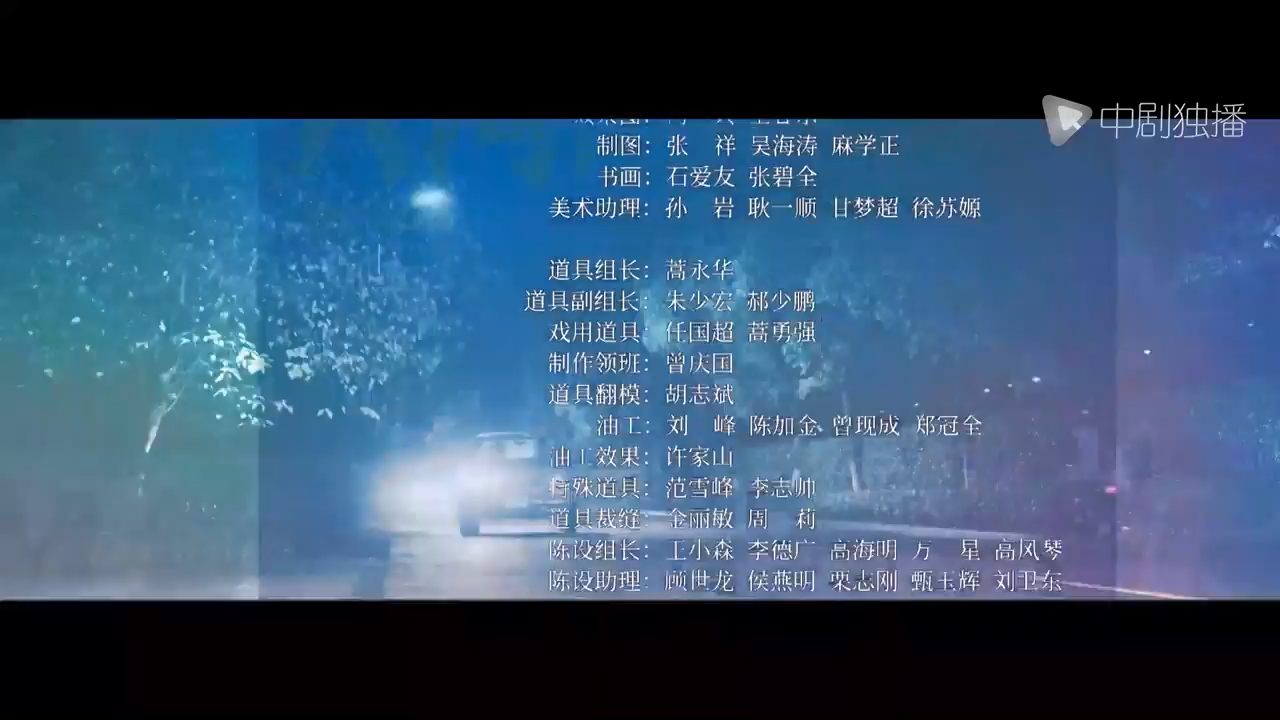 中剧独播
制图：张　祥 吴海涛 麻学正
书画：石爱友 张碧全
美术助理：孙　岩 耿一顺 甘梦超 徐苏嫄
道具组长：蒿永华
道具副组长：朱少宏 郝少鹏
戏用道具：任国超 蒿勇强
制作领班：曾庆国
道具翻模：胡志斌
油工：刘　峰 陈加金 曾现成 郑冠全
油工效果：许家山
特殊道具：范雪峰 李志帅
道具裁缝：金丽敏 周　莉
陈设组长：王小森 李德广 高海明 万　星 高凤琴
陈设助理：顾世龙 侯燕明 栗志刚 甄玉辉 刘卫东